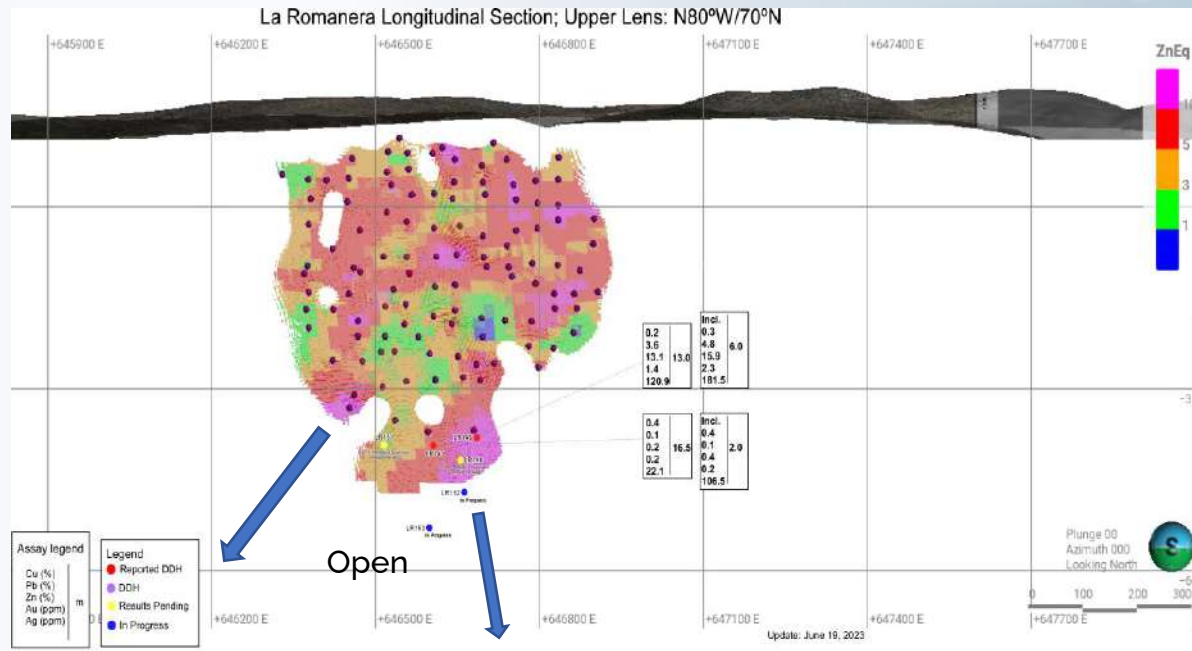 La Romanera Longitudinal Section; Upper Lens: N80ºW/70ºN
+645900 E
+646200 E
+646500 E
+646800 E
+647100 E
+647400 E
+647700 E
ZnEq
5
3
1
0.2
3.6
13.1
1.4
120.9
13.0
Incl.
0.3
4.8
15.9
2.3
181.5
6.0
0.4
0.1
0.2
0.2
22.1
16.5
Incl.
0.4
0.1
0.4
0.2
106.5
2.0
LR152
In Progress
LR153
In Progress
Open
Assay legend
Cu (%)
Pb (%)
Zn (%)
Au (ppm)
Ag (ppm)
m
Legend
Reported DDH
DDH
Results Pending
In Progress
Plunge 00
Azimuth 000
Looking North
0 100 200 300
+646200 E
+646500 E
+646800 E
+647100 E
+647400 E
+647700 E
Update: June 19, 2023